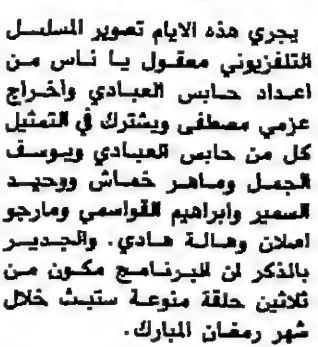 يجري هذه الايام تصوير المسلسل
التلفزيوني معقول يا ناس من
اعداد حابس العبادي واخراج
عزمي مصطفى ويشترك في التمثيل
كل من حابس العبادي ويوسف
الجمل وماهر خماش ووحيد
السمير وابراهيم القواسمي ومارجو
اصلان وهالة هادي. والجدير
بالذكر ان البرنامج مكون من
ثلاثين حلقة منوعة ستبث خلال
شهر رمضان المبارك.